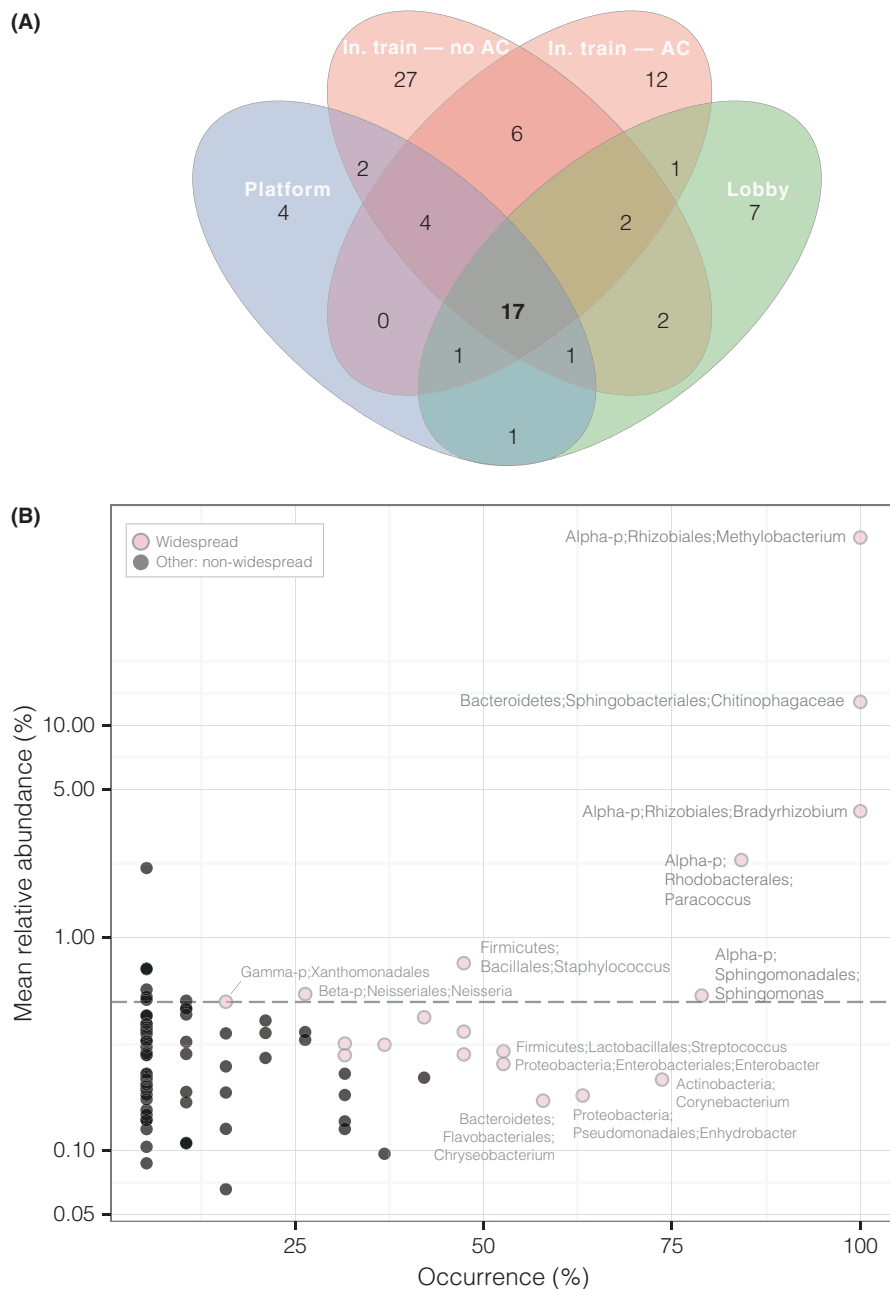 (A)
In. train — no AC
In. train — AC
27
12
6
2
1
Platform
Lobby
4
7
4
2
17
0
2
1
1
1
(B)
Widespread
Other: non-widespread
Alpha-p;Rhizobiales;Methylobacterium
Bacteroidetes;Sphingobacteriales;Chitinophagaceae
10.00
5.00
Alpha-p;Rhizobiales;Bradyrhizobium
Alpha-p;
Rhodobacterales;
Paracoccus
1.00
Firmicutes;
Bacillales;Staphylococcus
Alpha-p;
Sphingomonadales;
Sphingomonas
Gamma-p;Xanthomonadales
Beta-p;Neisseriales;Neisseria
Firmicutes;Lactobacillales;Streptococcus
Proteobacteria;Enterobacteriales;Enterobacter
Actinobacteria;
Corynebacterium
Bacteroidetes;
Flavobacteriales;
Chryseobacterium
Proteobacteria;
Pseudomonadales;Enhydrobacter
0.10
0.05
Mean relative abundance (%)
25
50
75
100
Occurrence (%)